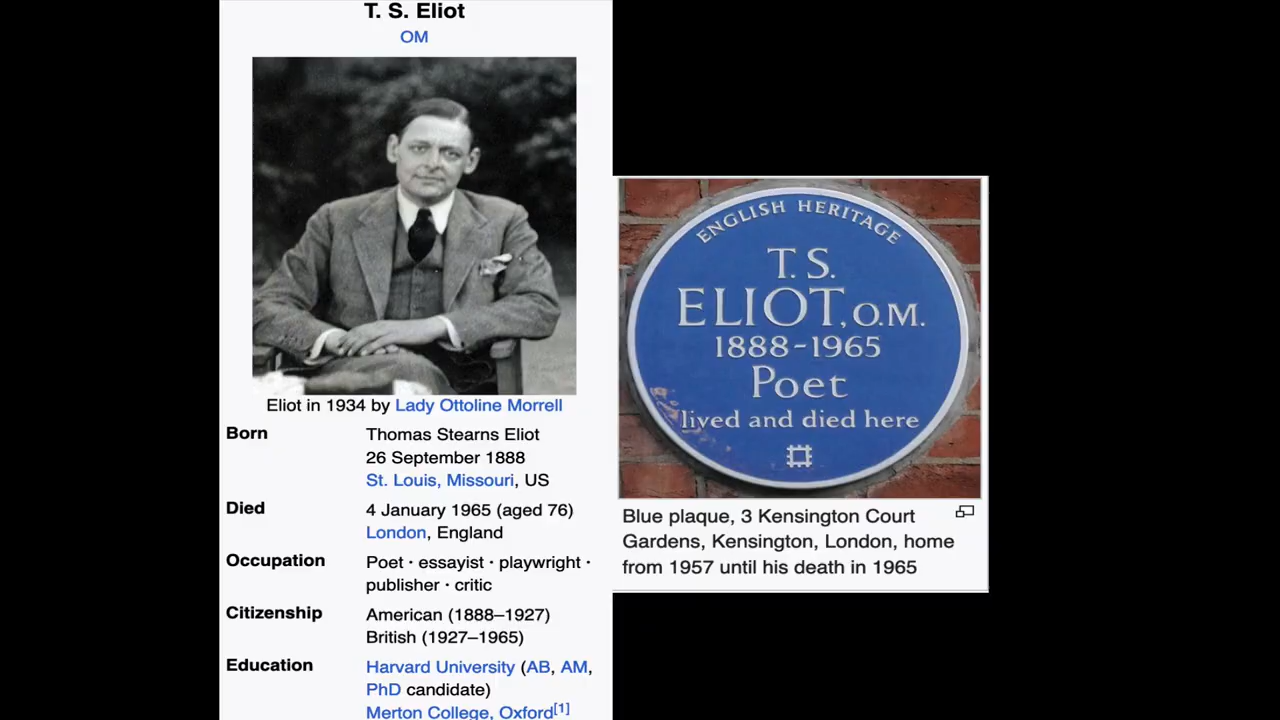 T. S. Eliot
OM
Eliot in 1934 by Lady Ottoline Morrell
Born
Thomas Stearns Eliot
26 September 1888
St. Louis, Missouri, US
Died
4 January 1965 (aged 76)
London, England
Occupation
Poet · essayist · playwright ·
publisher · critic
Citizenship
American (1888–1927)
British (1927–1965)
Education
Harvard University (AB, AM,
PhD candidate)
Merton College, Oxford[1]
ENGLISH HERITAGE
T. S.
ELIOT, O.M.
1888-1965
Poet
lived and died here
Blue plaque, 3 Kensington Court
Gardens, Kensington, London, home
from 1957 until his death in 1965